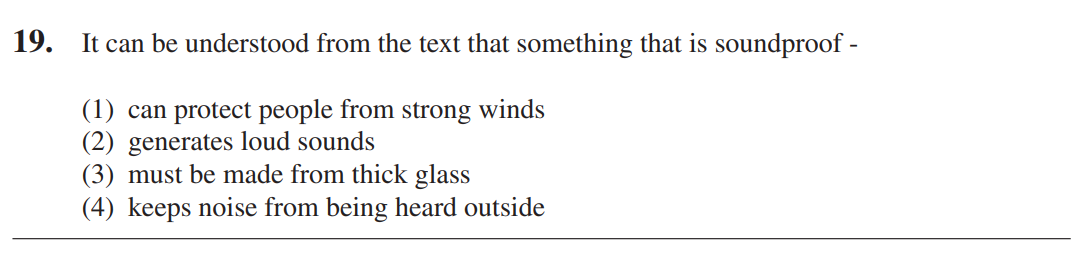 19. It can be understood from the text that something that is soundproof -
(1) can protect people from strong winds
(2) generates loud sounds
(3) must be made from thick glass
(4) keeps noise from being heard outside